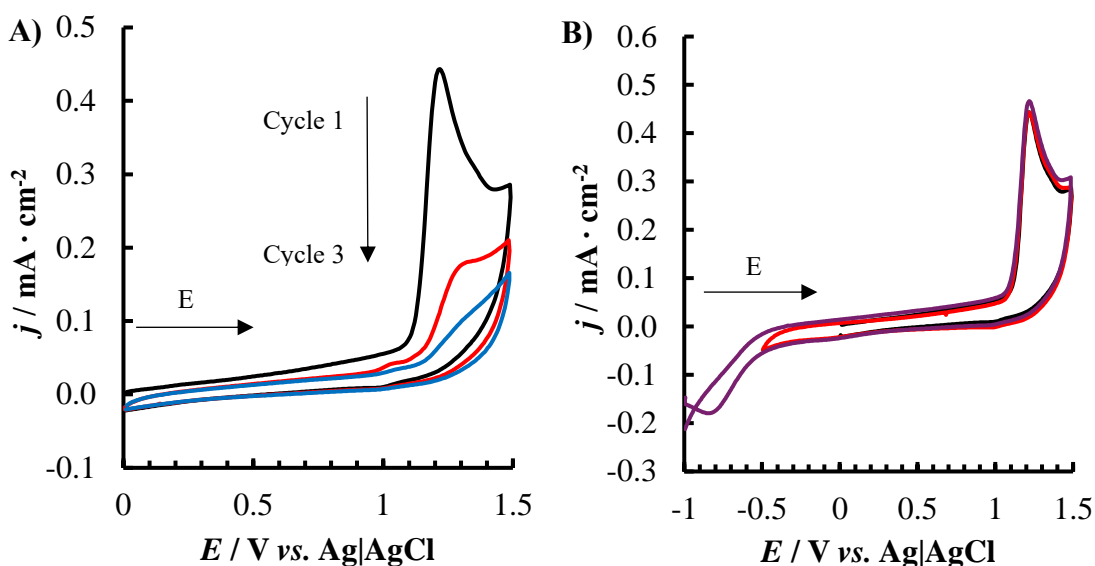 A)
0.5
0.4
0.3
0.2
0.1
0.0
-0.1
j / mA · cm-2
Cycle 1
Cycle 3
E
0 0.5 1 1.5
E / V vs. Ag|AgCl
B)
0.6
0.5
0.4
0.3
0.2
0.1
0.0
-0.1
-0.2
-0.3
j / mA · cm-2
E
-1 -0.5 0 0.5 1 1.5
E / V vs. Ag|AgCl